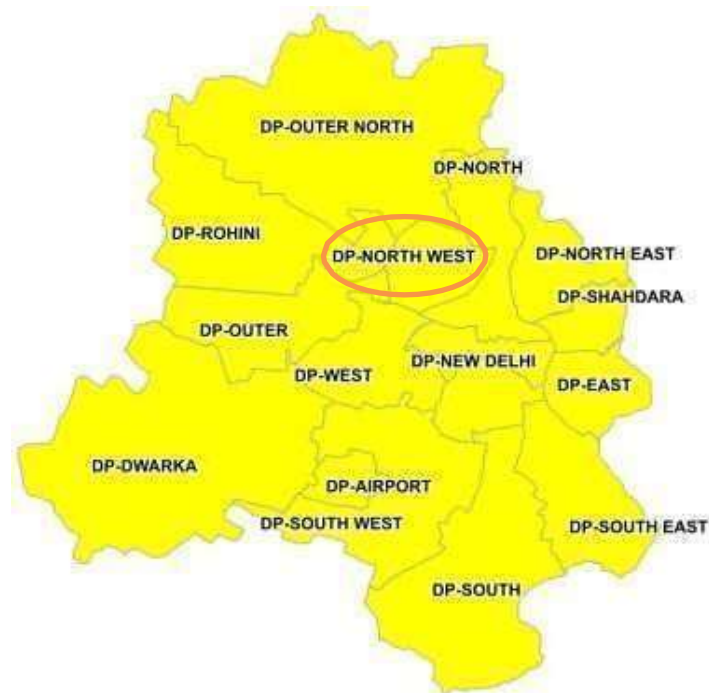 DP-OUTER NORTH
DP-NORTH
DP-ROHINI
DP-NORTH WEST
DP-NORTH EAST
DP-SHAHDARA
DP-OUTER
DP-WEST
DP-NEW DELHI
DP-EAST
DP-DWARKA
DP-AIRPORT
DP-SOUTH WEST
DP-SOUTH EAST
DP-SOUTH